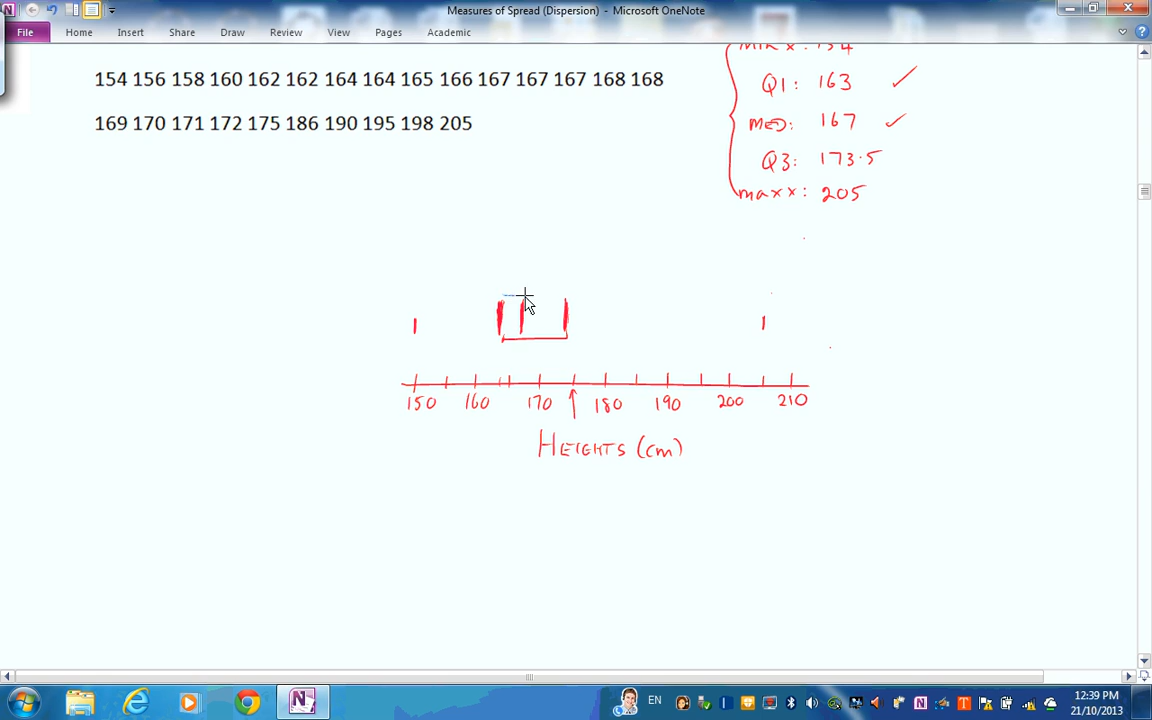 Measures of Spread (Dispersion) - Microsoft OneNote
File Home Insert Share Draw Review View Pages Academic
154 156 158 160 162 162 164 164 165 166 167 167 167 168 168
169 170 171 172 175 186 190 195 198 205
min x: 154
Q1: 163
MED: 167
Q3: 173.5
max x: 205
150 160 170 180 190 200 210
HEIGHTS (cm)
EN
12:39 PM
21/10/2013